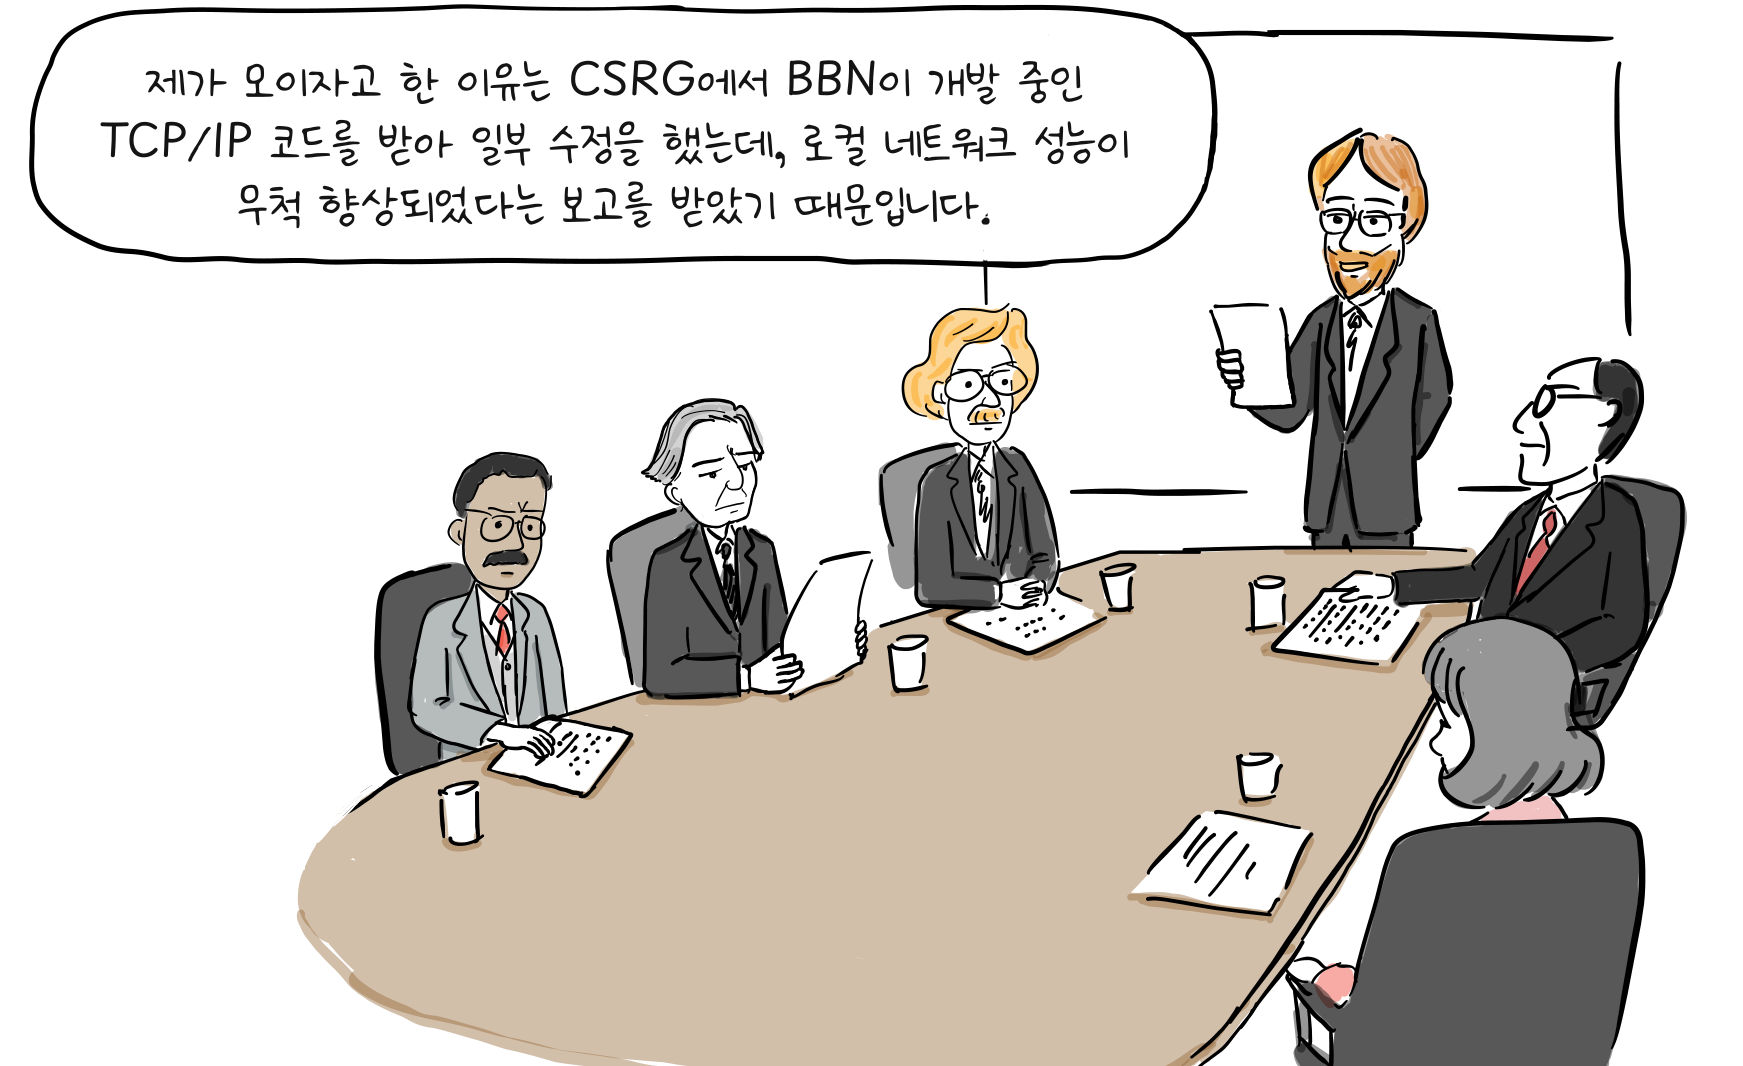 제가 모이자고 한 이유는 CSRG에서 BBN이 개발 중인
TCP/IP 코드를 받아 일부 수정을 했는데, 로컬 네트워크 성능이
무척 향상되었다는 보고를 받았기 때문입니다.